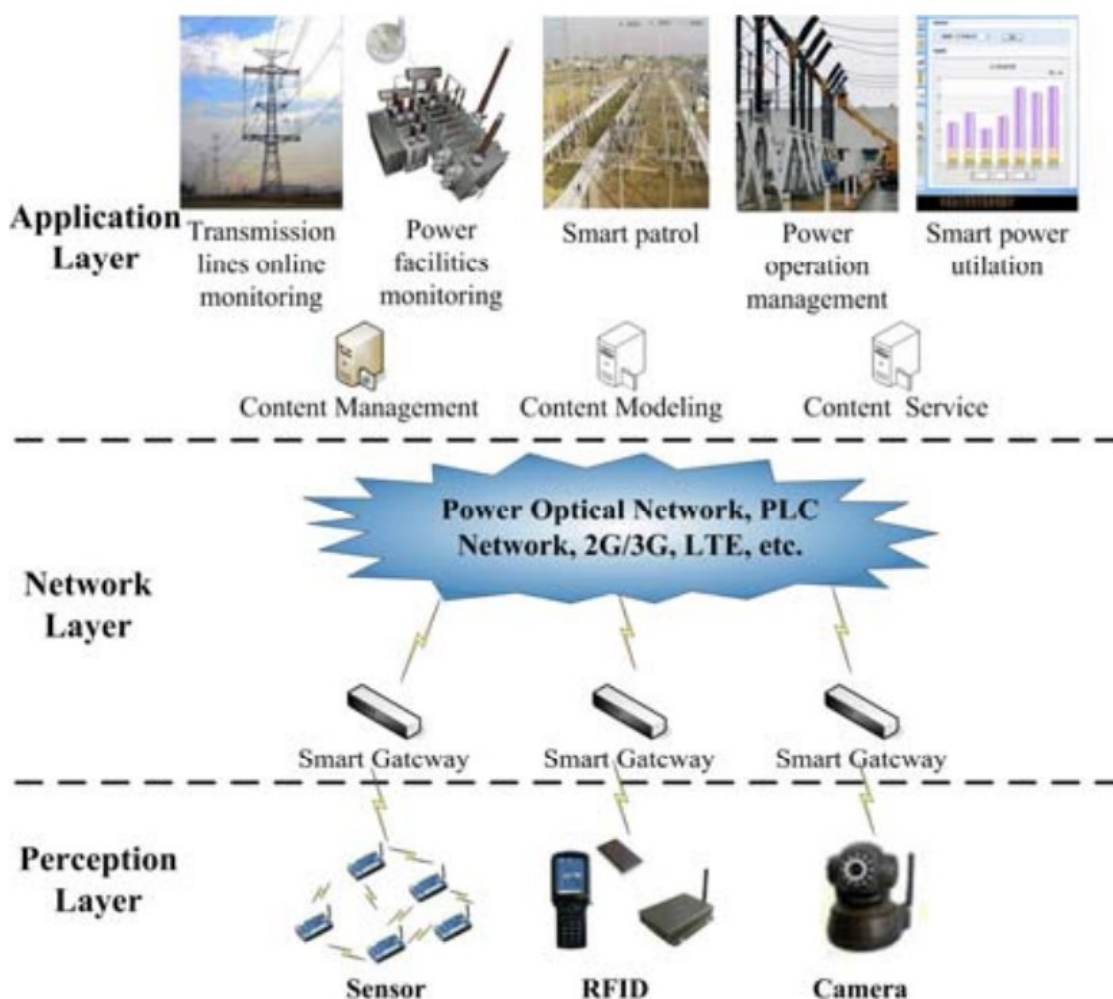 Application
Layer
Transmission
lines online
monitoring
Power
facilitics
monitoring
Smart patrol
Power
operation
management
Smart power
utilation
Content Management
Content Modeling
Content Service
Network
Layer
Power Optical Network, PLC
Network, 2G/3G, LTE, etc.
Smart Gatcway
Smart Gatcway
Smart Gatcway
Perception
Layer
Sensor
RFID
Camera